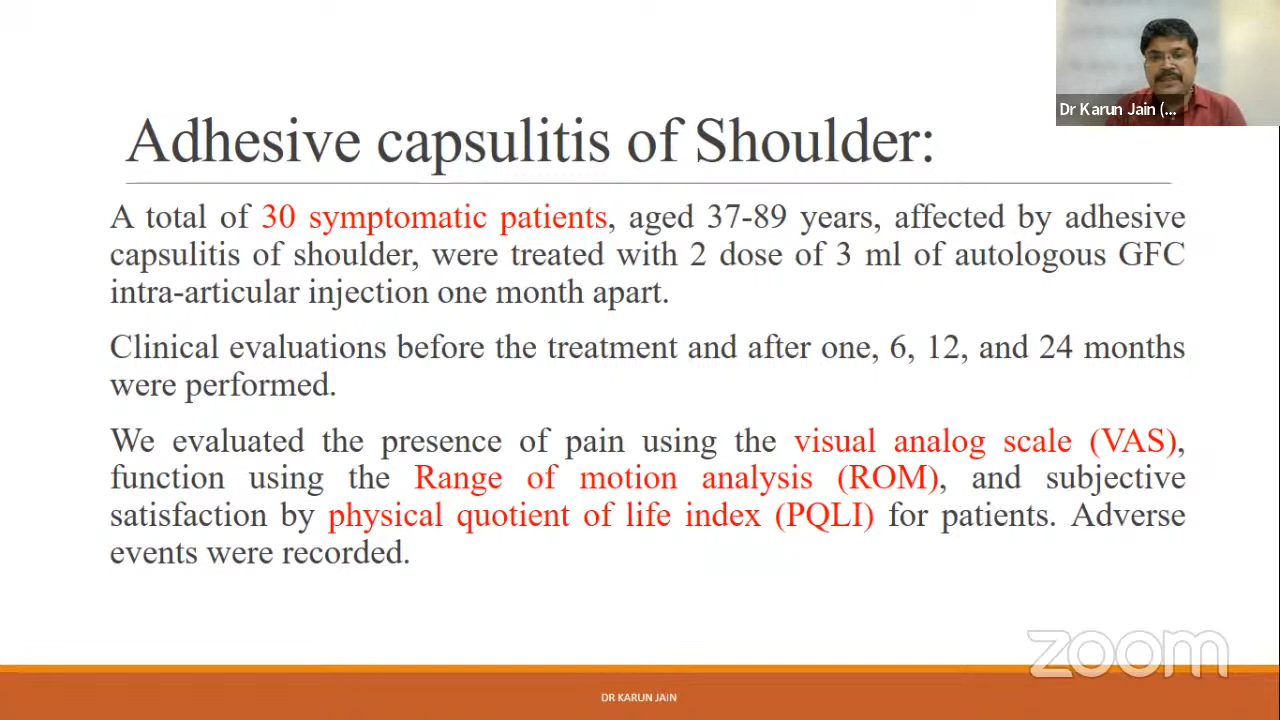 Dr Karun Jain (...
Adhesive capsulitis of Shoulder:
A total of 30 symptomatic patients, aged 37-89 years, affected by adhesive
capsulitis of shoulder, were treated with 2 dose of 3 ml of autologous GFC
intra-articular injection one month apart.
Clinical evaluations before the treatment and after one, 6, 12, and 24 months
were performed.
We evaluated the presence of pain using the visual analog scale (VAS),
function using the Range of motion analysis (ROM), and subjective
satisfaction by physical quotient of life index (PQLI) for patients. Adverse
events were recorded.
zoom
DR KARUN JAIN